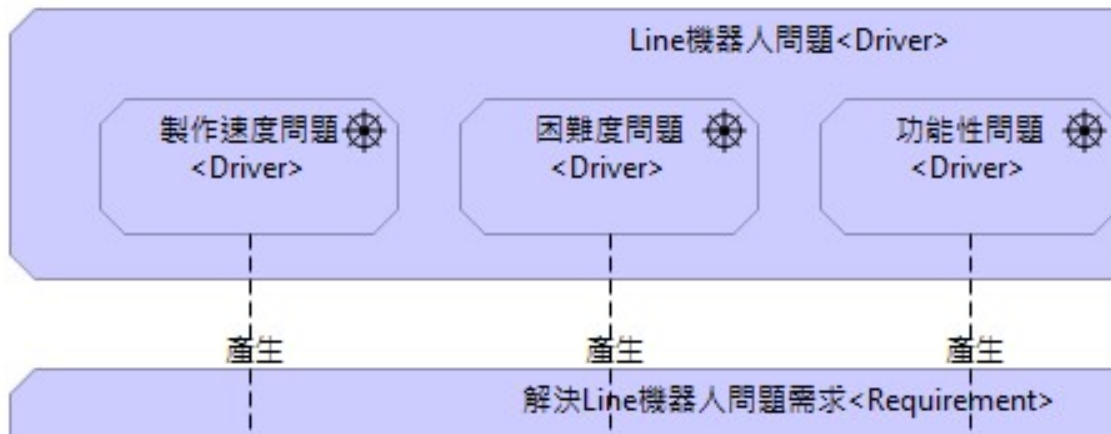 Line機器人問題<Driver>
製作速度問題
<Driver>
困難度問題
<Driver>
功能性問題
<Driver>
產生
產生
產生
解決Line機器人問題需求<Requirement>